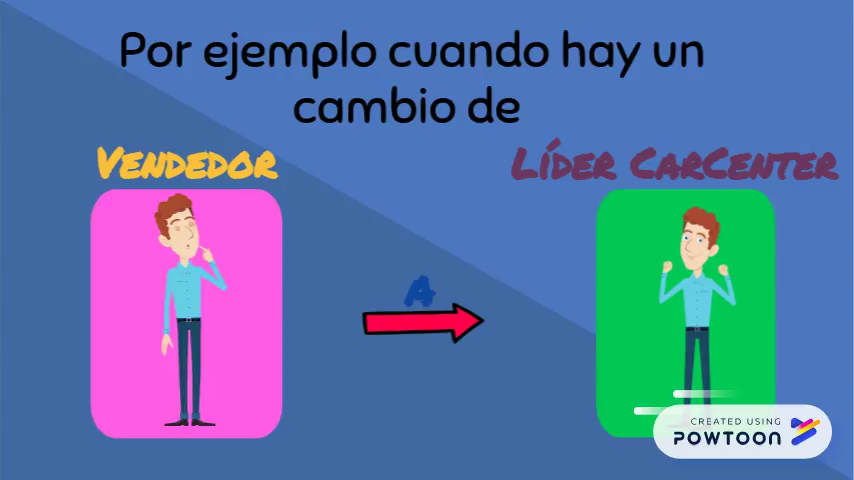 Por ejemplo cuando hay un
cambio de
VENDEDOR
LÍDER CARCENTER
A
CREATED USING
POWTOON